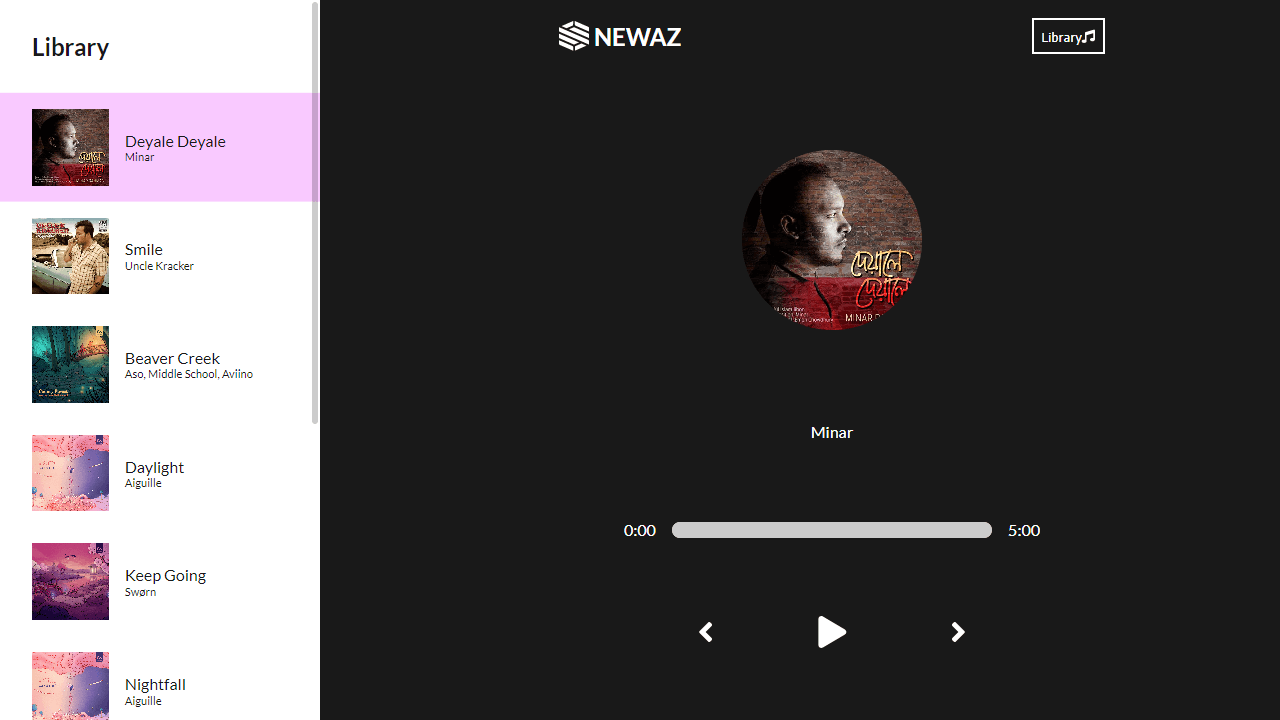 Library
NEWAZ
Library
Deyale Deyale
Minar
Smile
Uncle Kracker
Beaver Creek
Aso, Middle School, Aviino
Daylight
Aiguille
Keep Going
Swørn
Nightfall
Aiguille
দেয়ালে
দেয়ালে
Minar
0:00
5:00